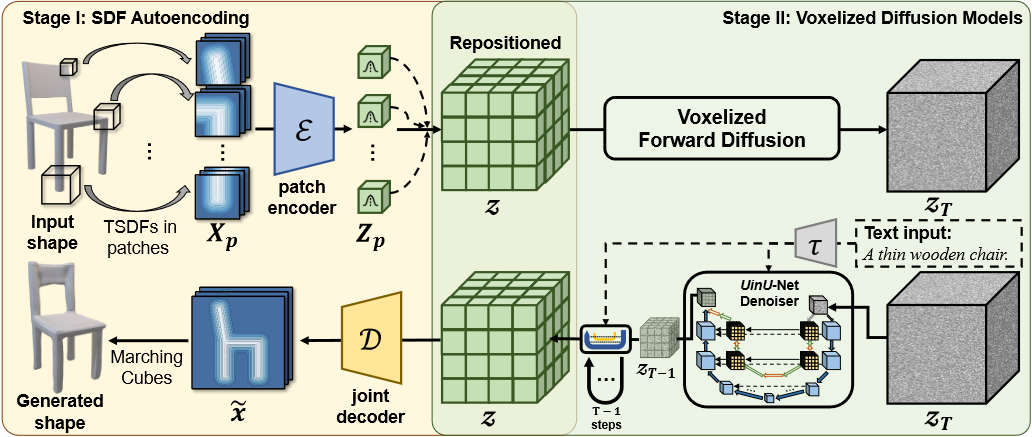 Stage I: SDF Autoencoding
Stage II: Voxelized Diffusion Models
Repositioned
Input
shape
TSDFs in
patches
X_p
ℰ
patch
encoder
Z_p
z
Voxelized
Forward Diffusion
z_T
τ
Text input:
A thin wooden chair.
UinU-Net
Denoiser
Generated
shape
Marching
Cubes
x̃
𝒟
joint
decoder
z
...
T − 1
steps
z_{T−1}
z_T